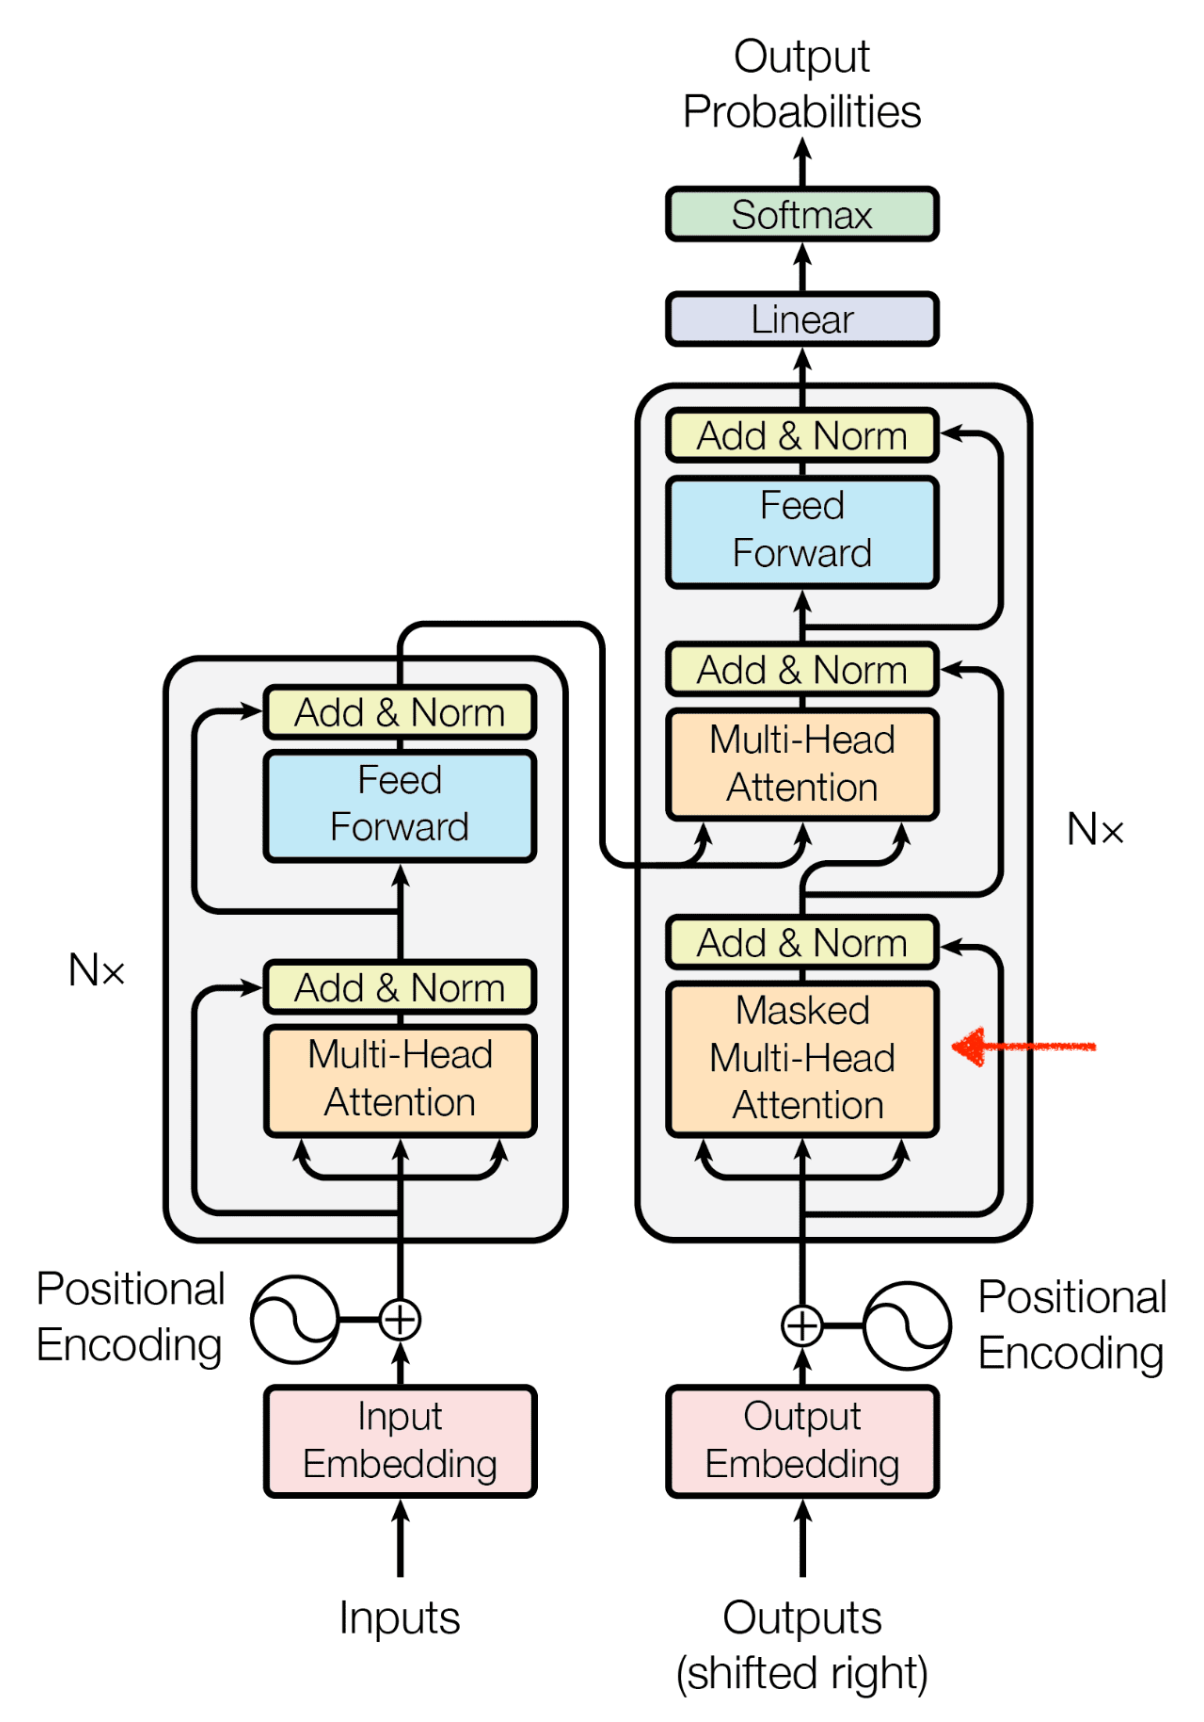 Output
Probabilities
Softmax
Linear
Add & Norm
Feed
Forward
Add & Norm
Multi-Head
Attention
Nx
Add & Norm
Masked
Multi-Head
Attention
Add & Norm
Feed
Forward
Nx
Add & Norm
Multi-Head
Attention
Positional
Encoding
Positional
Encoding
Input
Embedding
Output
Embedding
Inputs
Outputs
(shifted right)